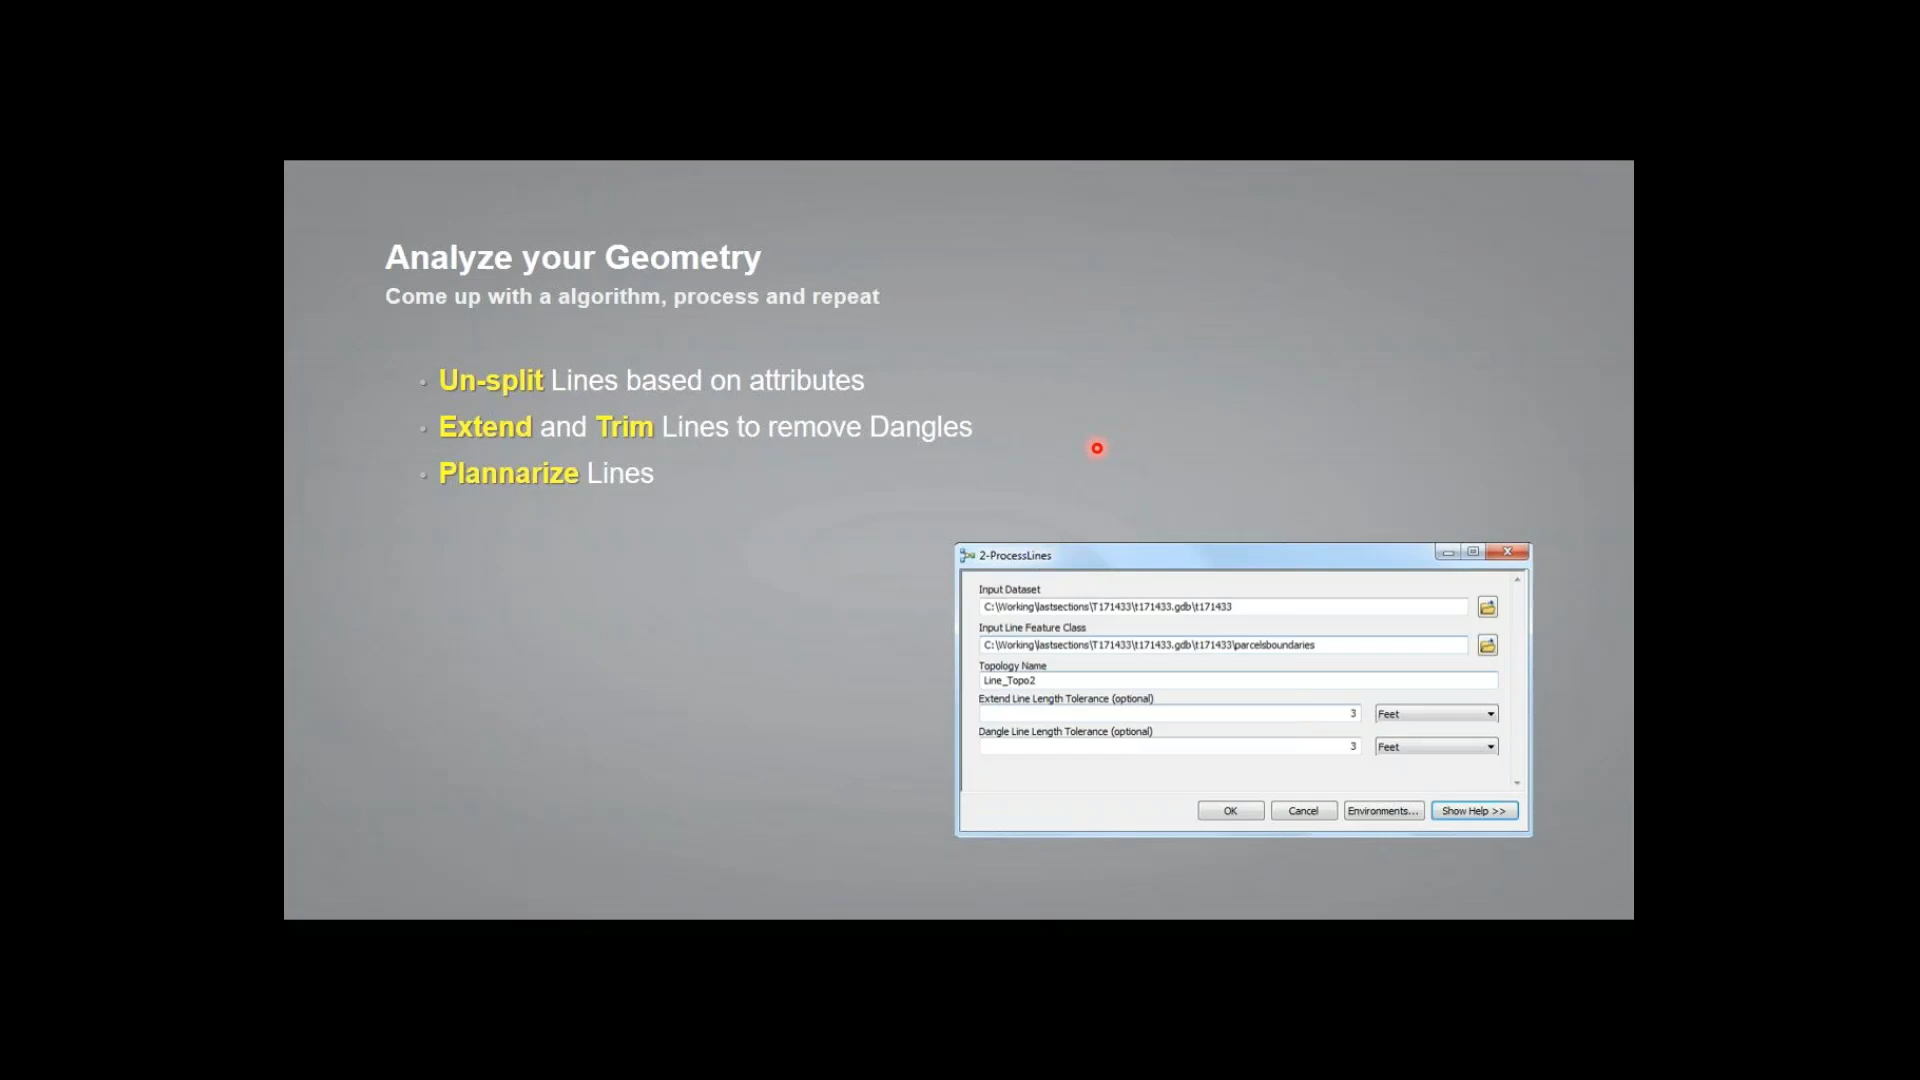 Analyze your Geometry
Come up with a algorithm, process and repeat
· Un-split Lines based on attributes
· Extend and Trim Lines to remove Dangles
· Plannarize Lines
2-ProcessLines
Input Dataset
C:\Working\lastsections\T171433\t171433.gdb\t171433
Input Line Feature Class
C:\Working\lastsections\T171433\t171433.gdb\t171433\parcelsboundaries
Topology Name
Line_Topo2
Extend Line Length Tolerance (optional)
3 Feet
Dangle Line Length Tolerance (optional)
3 Feet
OK Cancel Environments... Show Help >>